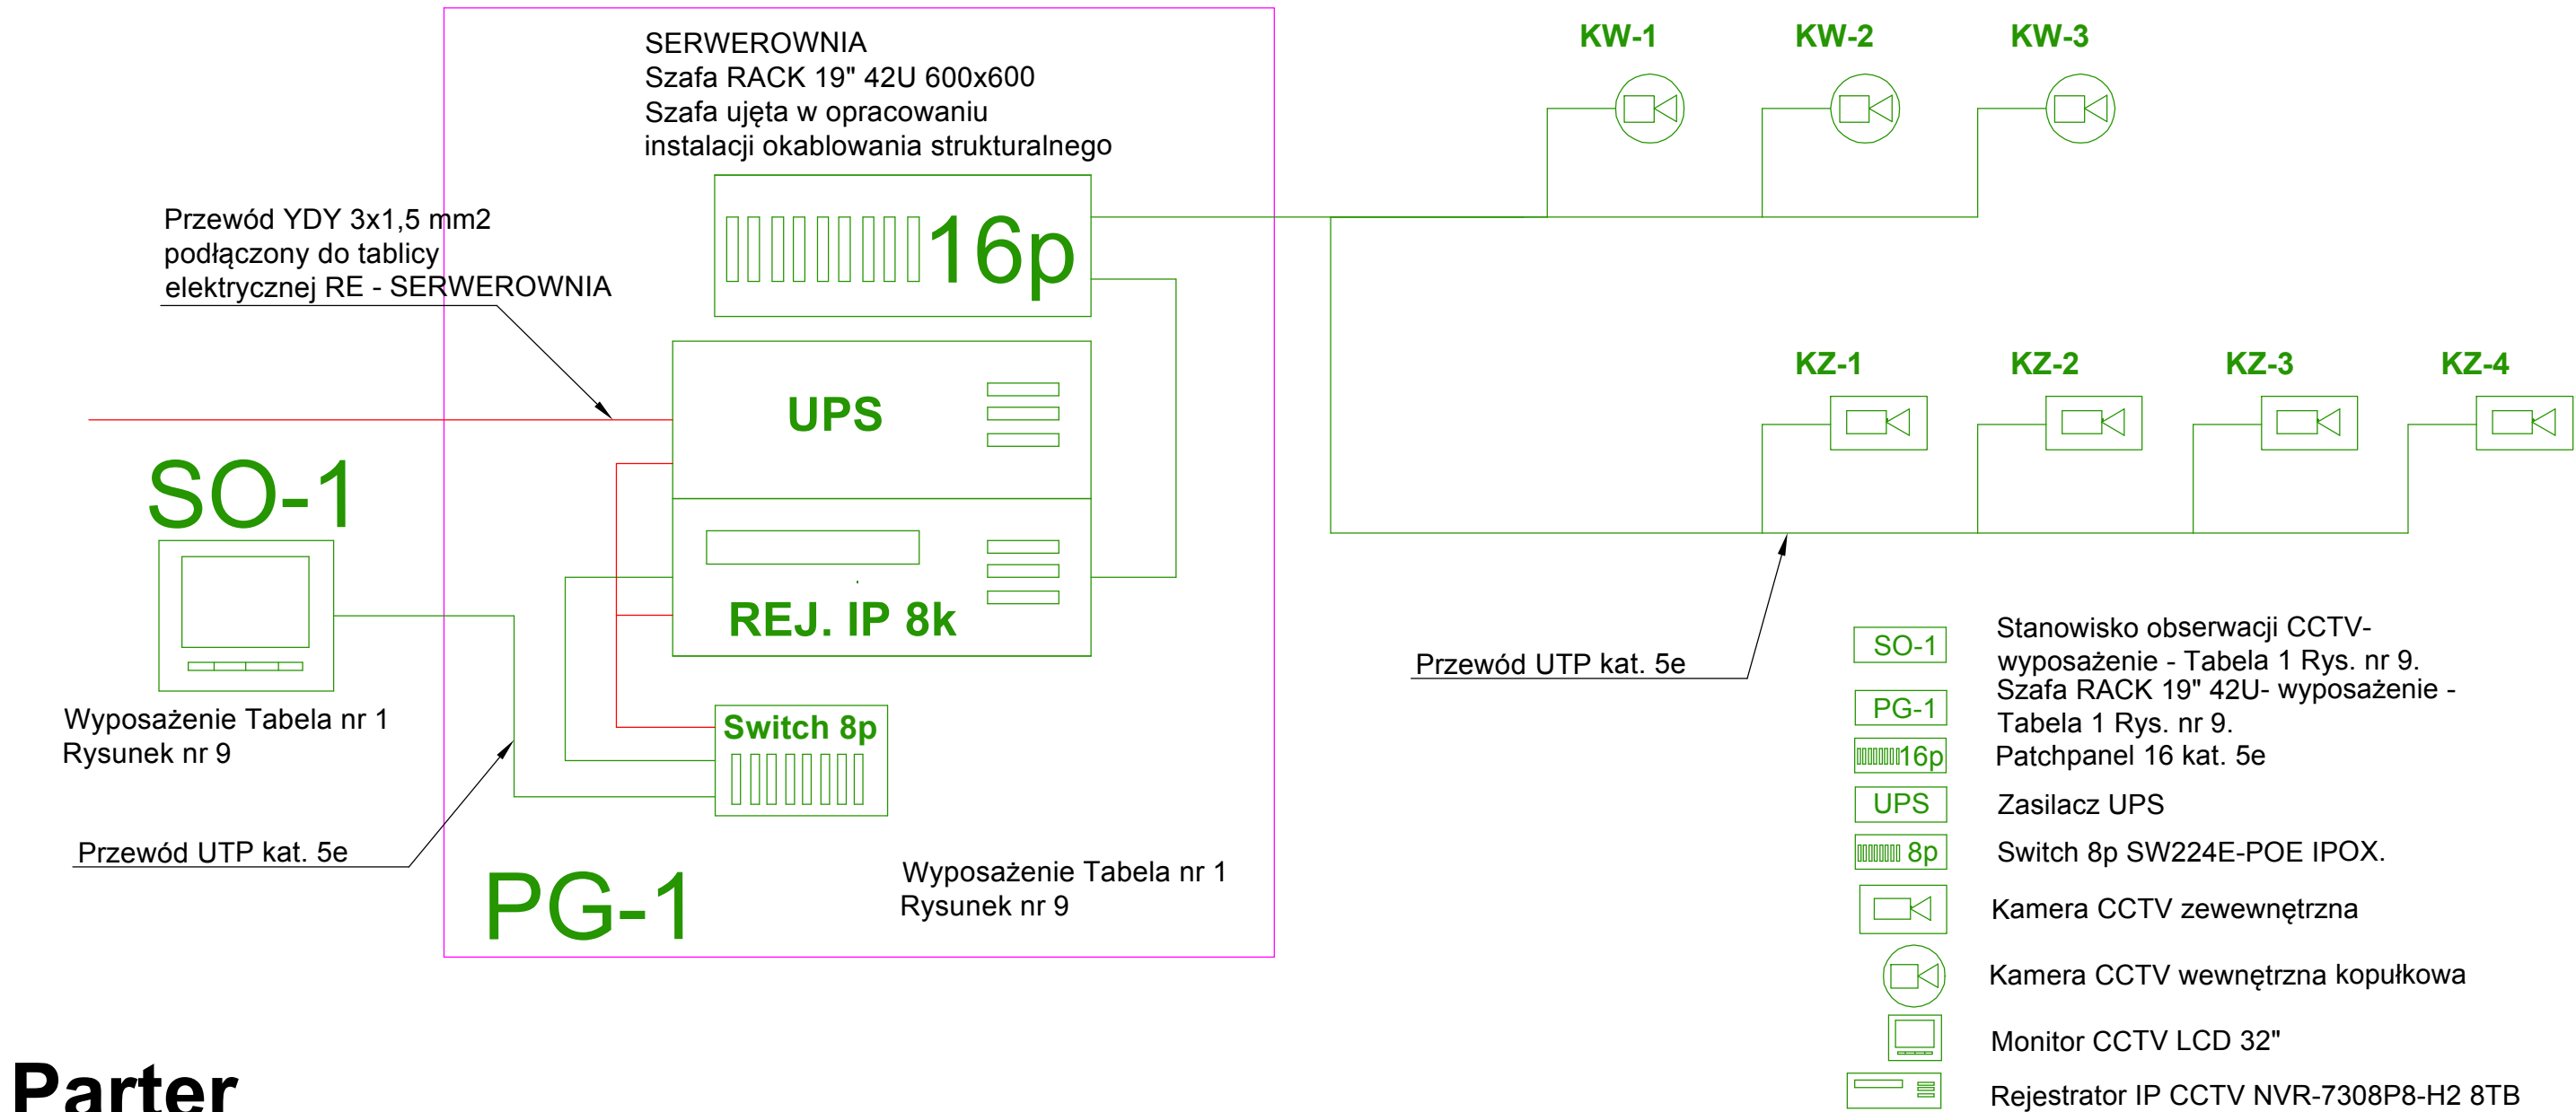 SERWEROWNIA
Szafa RACK 19" 42U 600x600
Szafa ujęta w opracowaniu
instalacji okablowania strukturalnego
KW-1
KW-2
KW-3
16p
Przewód YDY 3x1,5 mm2
podłączony do tablicy
elektrycznej RE - SERWEROWNIA
UPS
KZ-1
KZ-2
KZ-3
KZ-4
SO-1
REJ. IP 8k
Wyposażenie Tabela nr 1
Rysunek nr 9
Switch 8p
Przewód UTP kat. 5e
Przewód UTP kat. 5e
PG-1
Wyposażenie Tabela nr 1
Rysunek nr 9
SO-1
Stanowisko obserwacji CCTV-
wyposażenie - Tabela 1 Rys. nr 9.
PG-1
Szafa RACK 19" 42U- wyposażenie -
Tabela 1 Rys. nr 9.
16p
Patchpanel 16 kat. 5e
UPS
Zasilacz UPS
8p
Switch 8p SW224E-POE IPOX.
Kamera CCTV zewewnętrzna
Kamera CCTV wewnętrzna kopułkowa
Monitor CCTV LCD 32"
Rejestrator IP CCTV NVR-7308P8-H2 8TB
Parter